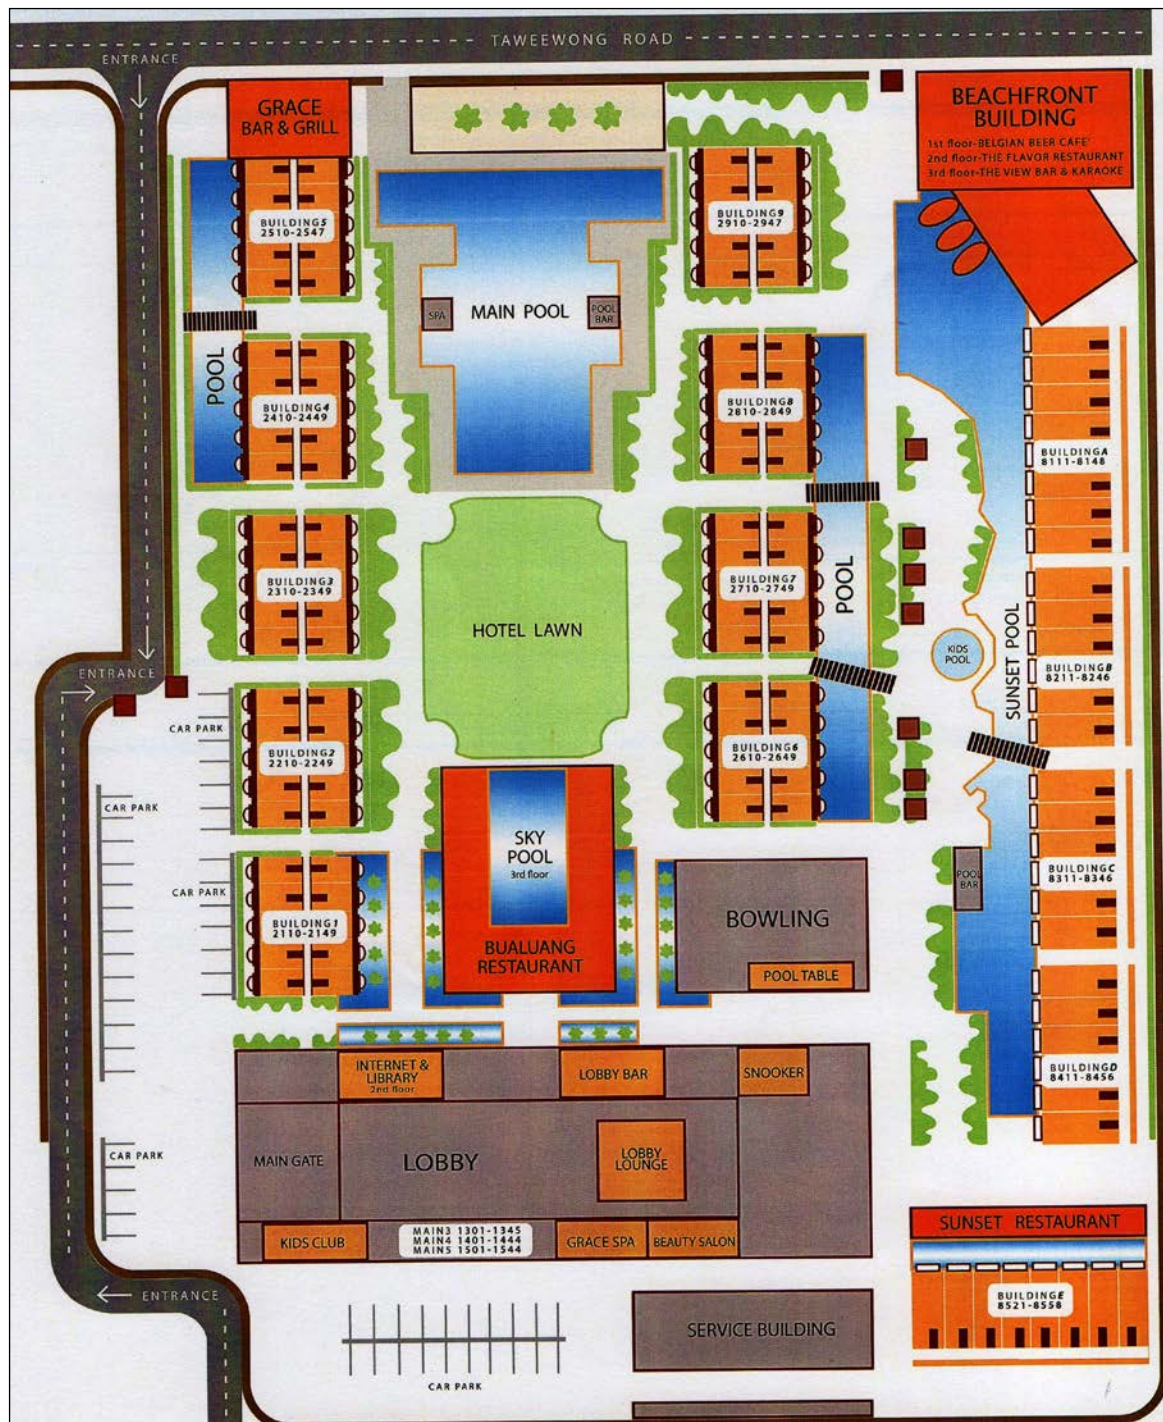 TAWEEWONG ROAD
ENTRANCE
GRACE
BAR & GRILL
BEACHFRONT
BUILDING
1st floor-BELGIAN BEER CAFE'
2nd floor-THE FLAVOR RESTAURANT
3rd floor-THE VIEW BAR & KARAOKE
BUILDING5
2510-2547
BUILDING9
2910-2947
SPA
MAIN POOL
POOL
BAR
POOL
BUILDING4
2410-2449
BUILDING8
2810-2849
BUILDINGA
8111-8148
BUILDING3
2310-2349
HOTEL LAWN
BUILDING7
2710-2749
POOL
KIDS
POOL
SUNSET POOL
BUILDINGB
8211-8246
ENTRANCE
CAR PARK
BUILDING2
2210-2249
BUILDING6
2610-2649
CAR PARK
SKY
POOL
3rd floor
CAR PARK
BUILDING1
2110-2149
BUALUANG
RESTAURANT
BOWLING
POOL TABLE
POOL
BAR
BUILDINGC
8311-8346
INTERNET &
LIBRARY
2nd floor
LOBBY BAR
SNOOKER
BUILDINGD
8411-8456
CAR PARK
MAIN GATE
LOBBY
LOBBY
LOUNGE
KIDS CLUB
MAIN3 1301-1345
MAIN4 1401-1444
MAIN5 1501-1544
GRACE SPA
BEAUTY SALON
SUNSET RESTAURANT
BUILDINGE
8521-8558
ENTRANCE
SERVICE BUILDING
CAR PARK